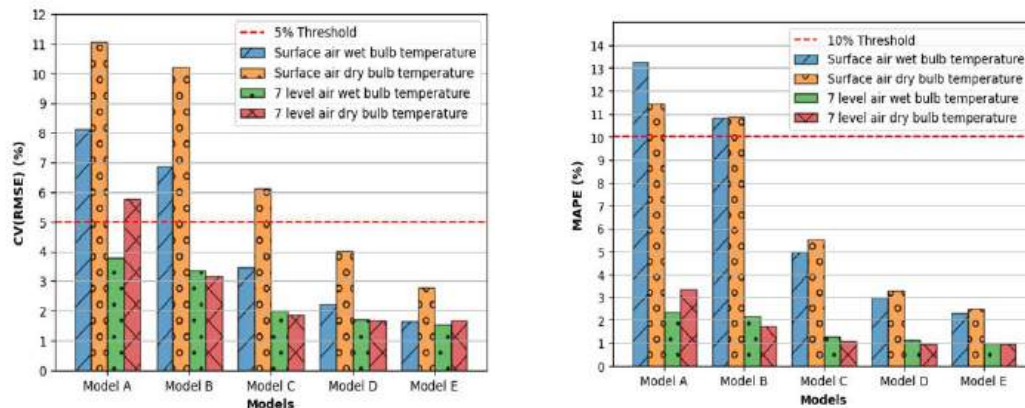 12
11
10
9
8
7
6
5
4
3
2
1
0
CV(RMSE) (%)
5% Threshold
Surface air wet bulb temperature
Surface air dry bulb temperature
7 level air wet bulb temperature
7 level air dry bulb temperature
Model A Model B Model C Model D Model E
Models
14
13
12
11
10
9
8
7
6
5
4
3
2
1
0
MAPE (%)
10% Threshold
Surface air wet bulb temperature
Surface air dry bulb temperature
7 level air wet bulb temperature
7 level air dry bulb temperature
Model A Model B Model C Model D Model E
Models